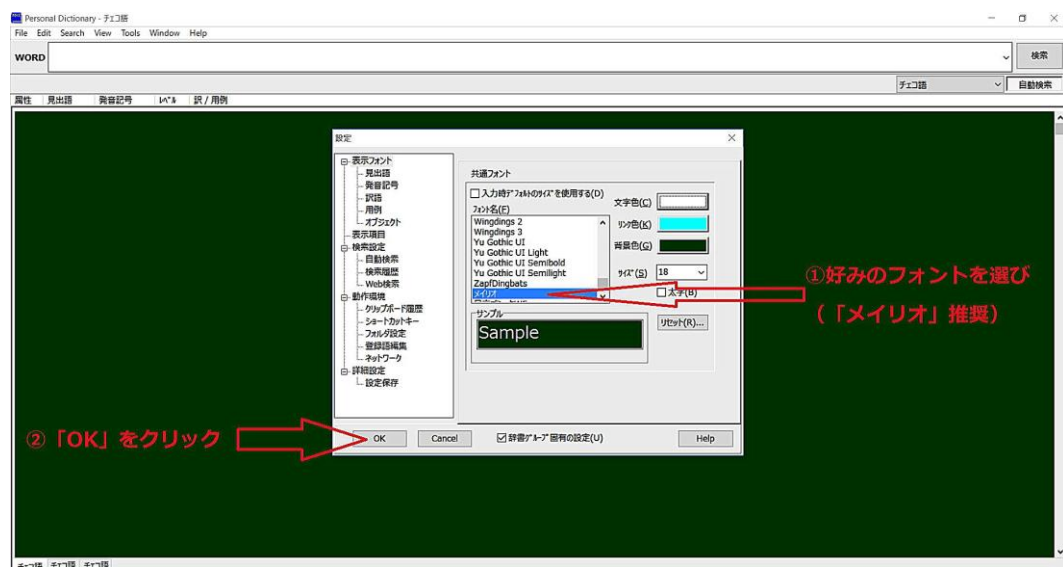 Personal Dictionary - チェコ語
File Edit Search View Tools Window Help
WORD
検索
チェコ語
自動検索
属性 見出語 発音記号 ﾚﾍﾞﾙ 訳 / 用例
設定
表示フォント
見出語
発音記号
訳語
用例
オブジェクト
表示項目
検索設定
自動検索
検索履歴
Web検索
動作環境
クリップボード履歴
ショートカットキー
フォルダ設定
登録語編集
ネットワーク
詳細設定
設定保存
共通フォント
入力時ﾃﾞﾌｫﾙﾄのｻｲｽﾞを使用する(D)
ﾌｫﾝﾄ名(F)
Wingdings 2
Wingdings 3
Yu Gothic UI
Yu Gothic UI Light
Yu Gothic UI Semibold
Yu Gothic UI Semilight
ZapfDingbats
メイリオ
文字色(C)
ﾘﾝｸ色(K)
背景色(G)
ｻｲｽﾞ(S) 18
太字(B)
サンプル
Sample
ﾘｾｯﾄ(R)...
①好みのフォントを選び
（「メイリオ」推奨）
②「OK」をクリック
OK Cancel 辞書ｸﾞﾙｰﾌﾟ固有の設定(U) Help
チェコ語 チェコ語 チェコ語